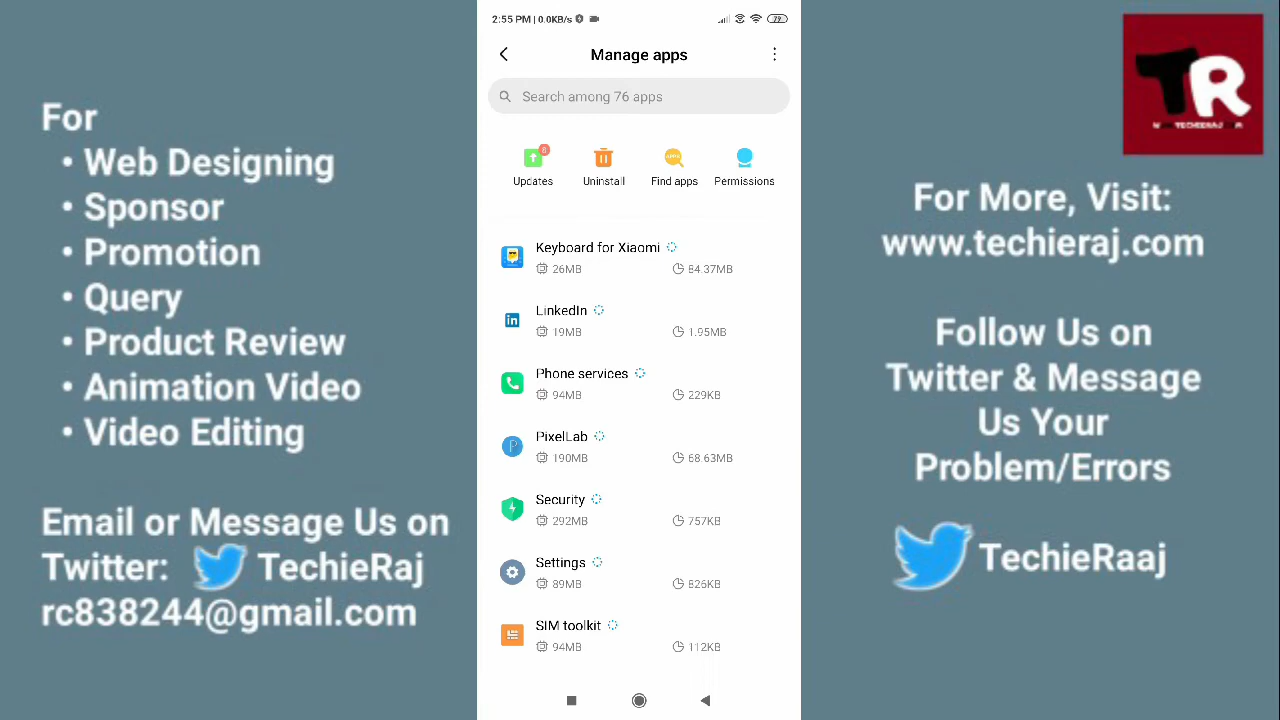 For
• Web Designing
• Sponsor
• Promotion
• Query
• Product Review
• Animation Video
• Video Editing
Email or Message Us on
Twitter: TechieRaj
rc838244@gmail.com
2:55 PM | 0.0KB/s
79
Manage apps
Search among 76 apps
Updates
Uninstall
Find apps
Permissions
Keyboard for Xiaomi
26MB 84.37MB
LinkedIn
19MB 1.95MB
Phone services
94MB 229KB
PixelLab
190MB 68.63MB
Security
292MB 757KB
Settings
89MB 826KB
SIM toolkit
94MB 112KB
TR
For More, Visit:
www.techieraj.com
Follow Us on
Twitter & Message
Us Your
Problem/Errors
TechieRaaj